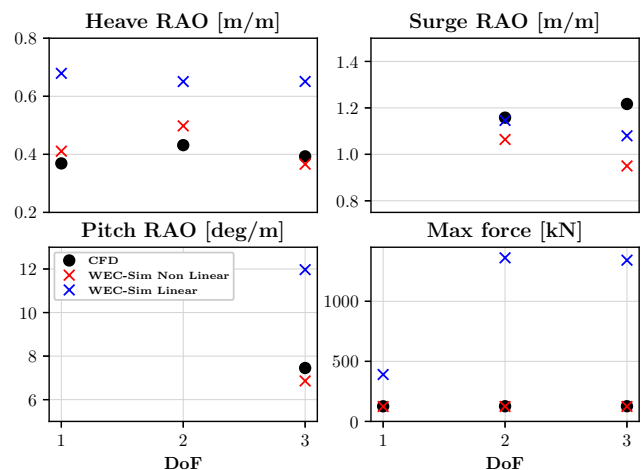 Heave RAO [m/m]
0.8
0.6
0.4
0.2
Surge RAO [m/m]
1.4
1.2
1.0
0.8
Pitch RAO [deg/m]
CFD
WEC-Sim Non Linear
WEC-Sim Linear
12
10
8
6
1
2
3
DoF
Max force [kN]
1000
500
0
1
2
3
DoF